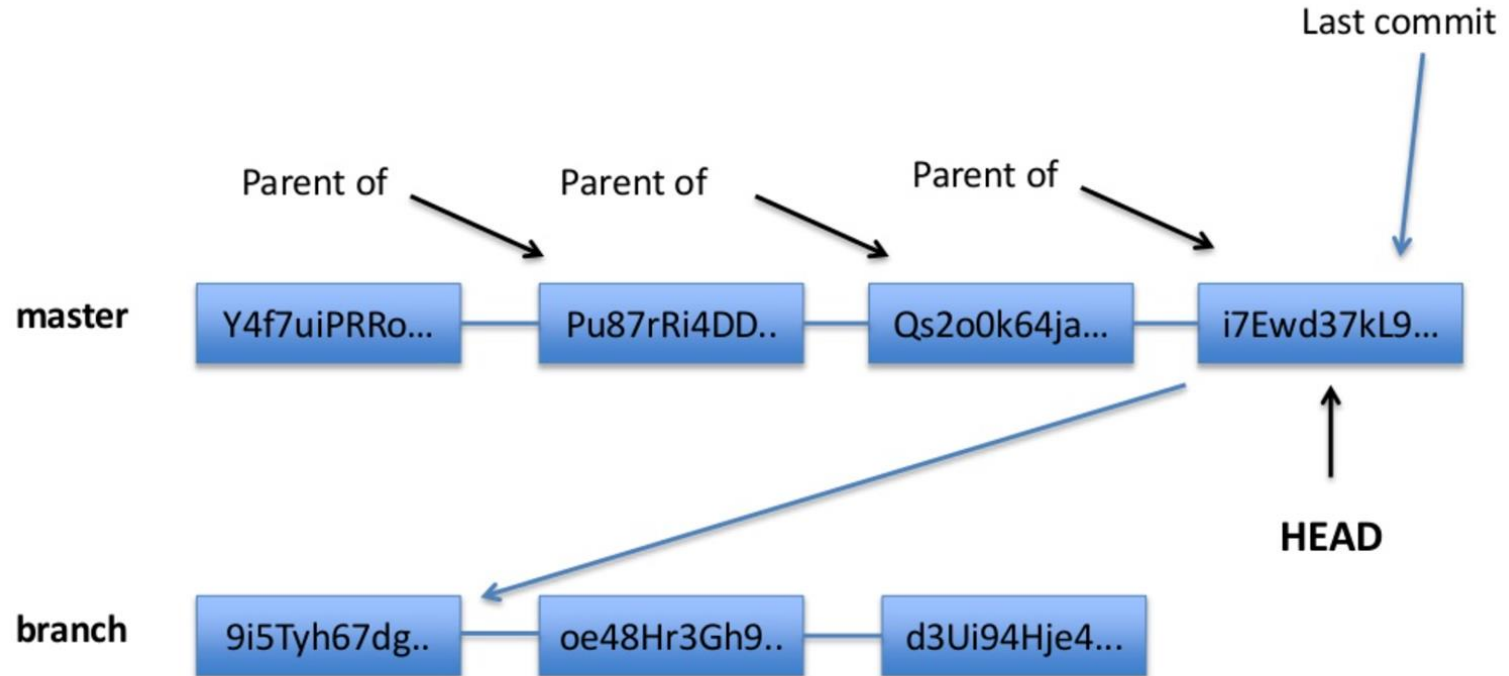 Last commit
Parent of
Parent of
Parent of
master
Y4f7uiPRRo...
Pu87rRi4DD..
Qs2o0k64ja...
i7Ewd37kL9...
HEAD
branch
9i5Tyh67dg..
oe48Hr3Gh9..
d3Ui94Hje4...